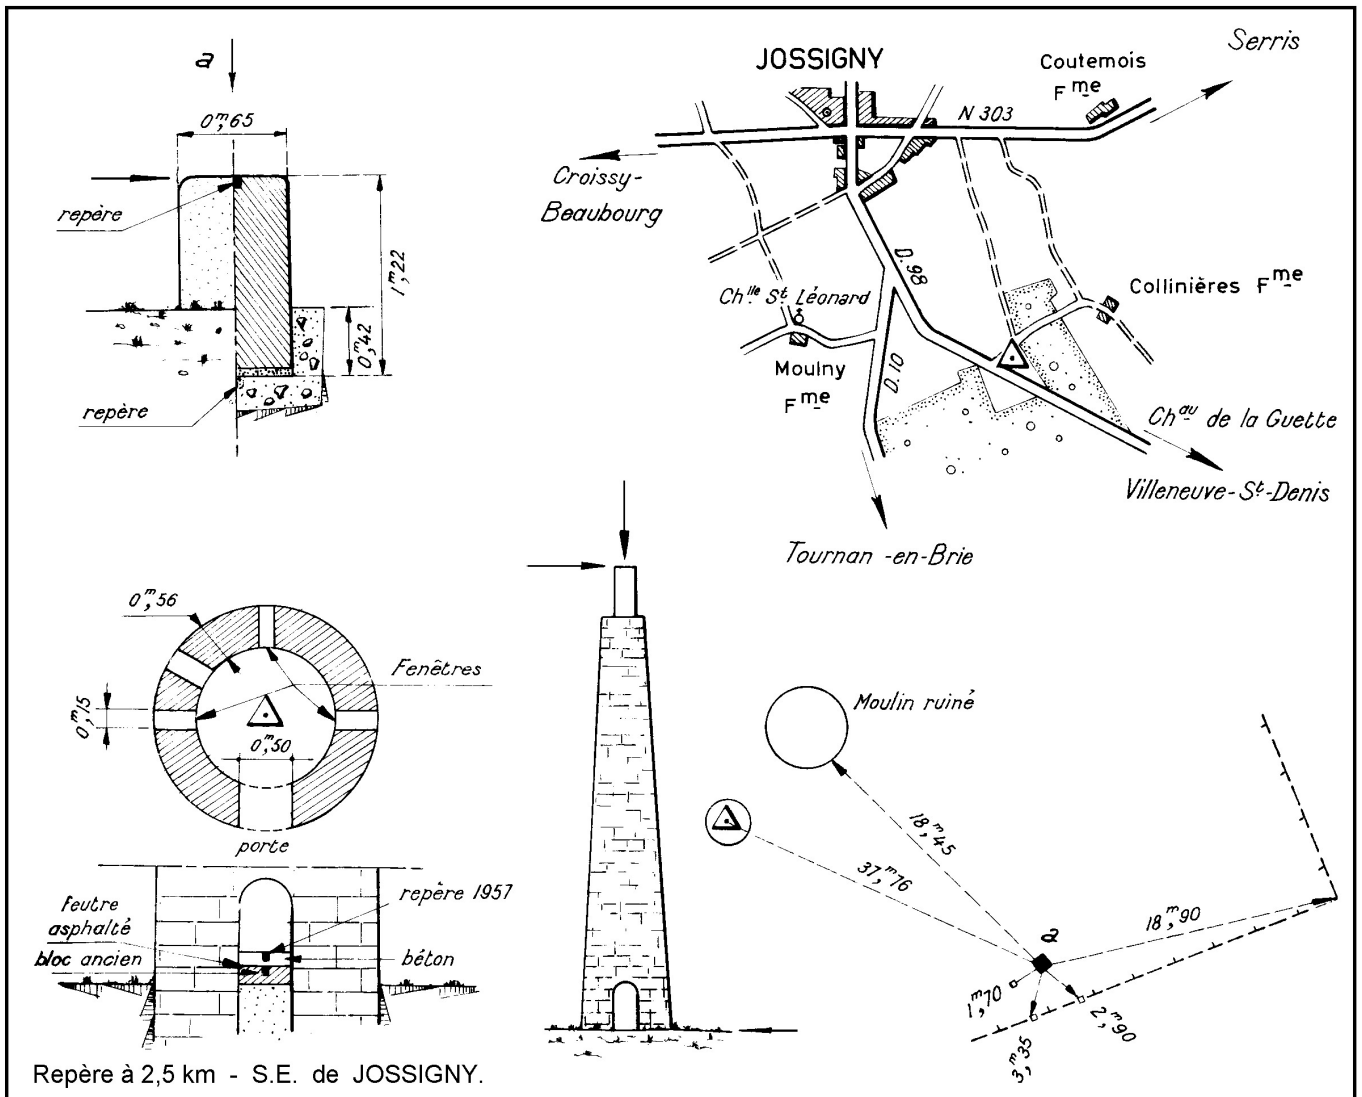 a
0m,65
repère
1m,22
0m,42
repère
JOSSIGNY
Coutemois
Fme
Serris
N 303
Croissy-
Beaubourg
D.98
Chlle St Léonard
Collinières Fme
Moulny
Fme
D.10
Chau de la Guette
Villeneuve-St-Denis
Tournan-en-Brie
0m,56
Fenêtres
0m,15
0m,50
porte
repère 1957
feutre
asphalté
bloc ancien
béton
Moulin ruiné
18m,45
37m,76
a
18m,90
1m,70
2m,90
3m,35
Repère à 2,5 km - S.E. de JOSSIGNY.